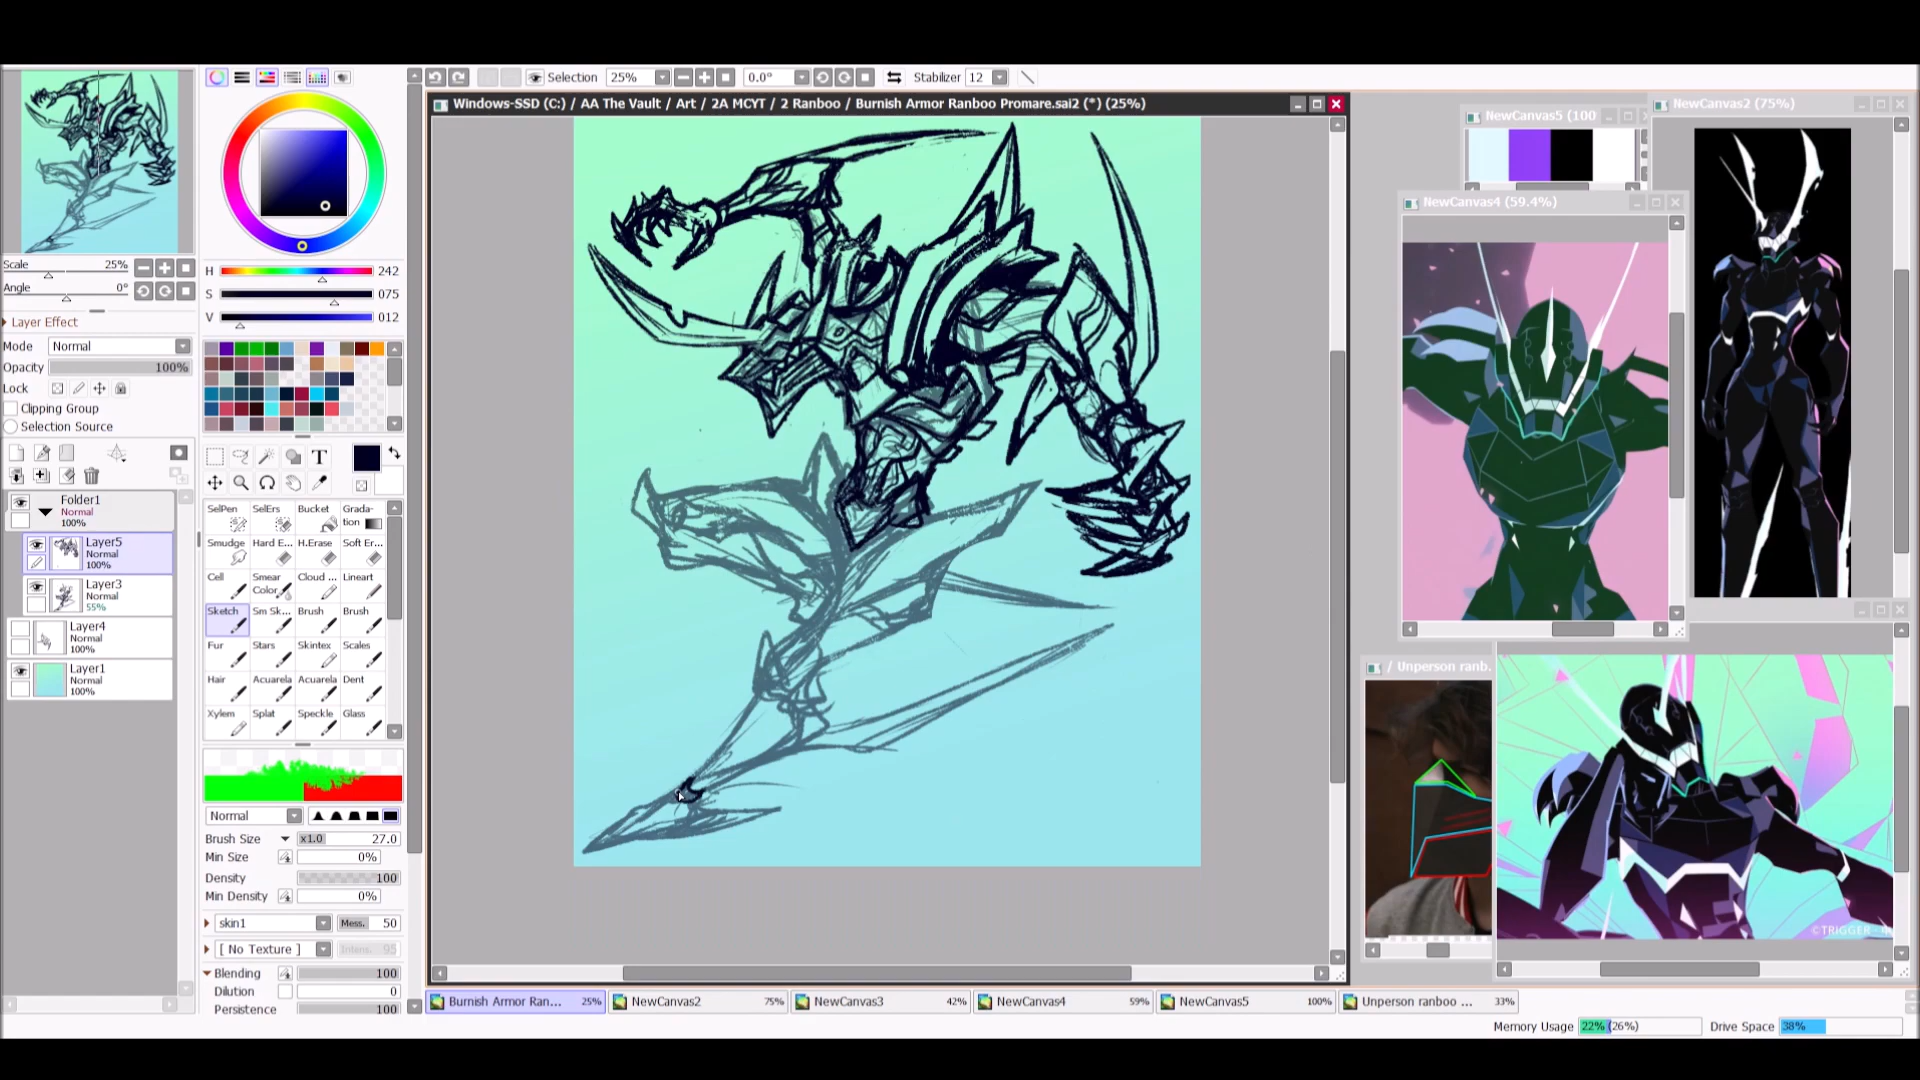 Selection 25% 0.0° Stabilizer 12
Windows-SSD (C:) / AA The Vault / Art / 2A MCYT / 2 Ranboo / Burnish Armor Ranboo Promare.sai2 (*) (25%)
NewCanvas5 (100
NewCanvas2 (75%)
NewCanvas4 (59.4%)
/ Unperson ranb.
©TRIGGER
Scale 25%
Angle 0°
Layer Effect
Mode Normal
Opacity 100%
Lock
Clipping Group
Selection Source
Folder1
Normal
100%
Layer5
Normal
100%
Layer3
Normal
55%
Layer4
Normal
100%
Layer1
Normal
100%
H 242
S 075
V 012
T
SelPen SelErs Bucket Grada-
tion
Smudge Hard E... H.Erase Soft Er...
Cell Smear Cloud ... Lineart
Color
Sketch Sm Sk... Brush Brush
Fur Stars Skintex Scales
Hair Acuarela Acuarela Dent
Xylem Splat Speckle Glass
Normal
Brush Size x1.0 27.0
Min Size 0%
Density 100
Min Density 0%
skin1 Mess. 50
[ No Texture ] Intens. 95
Blending 100
Dilution 0
Persistence 100
Burnish Armor Ran... 25% NewCanvas2 75% NewCanvas3 42% NewCanvas4 59% NewCanvas5 100% Unperson ranboo ... 33%
Memory Usage 22% (26%) Drive Space 38%